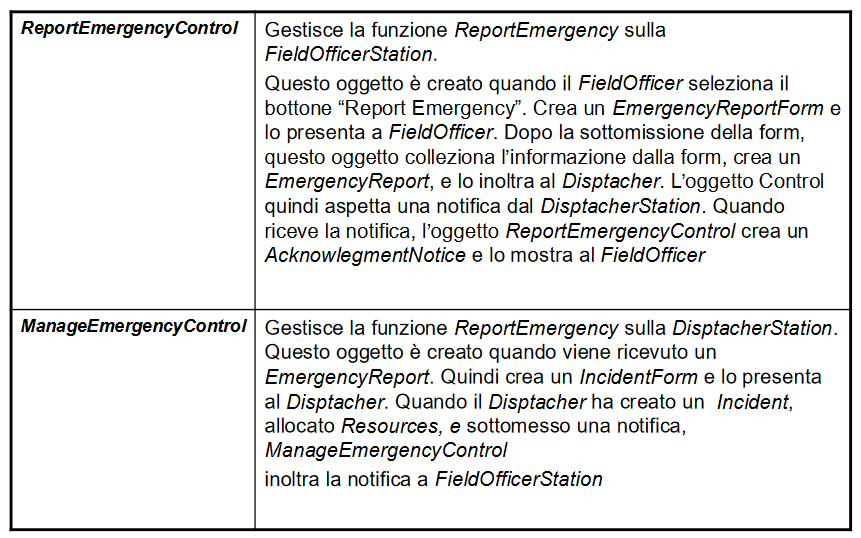 ReportEmergencyControl
Gestisce la funzione ReportEmergency sulla
FieldOfficerStation.
Questo oggetto è creato quando il FieldOfficer seleziona il
bottone “Report Emergency”. Crea un EmergencyReportForm e
lo presenta a FieldOfficer. Dopo la sottomissione della form,
questo oggetto colleziona l’informazione dalla form, crea un
EmergencyReport, e lo inoltra al Disptacher. L’oggetto Control
quindi aspetta una notifica dal DisptacherStation. Quando
riceve la notifica, l’oggetto ReportEmergencyControl crea un
AcknowlegmentNotice e lo mostra al FieldOfficer
ManageEmergencyControl
Gestisce la funzione ReportEmergency sulla DisptacherStation.
Questo oggetto è creato quando viene ricevuto un
EmergencyReport. Quindi crea un IncidentForm e lo presenta
al Disptacher. Quando il Disptacher ha creato un Incident,
allocato Resources, e sottomesso una notifica,
ManageEmergencyControl
inoltra la notifica a FieldOfficerStation